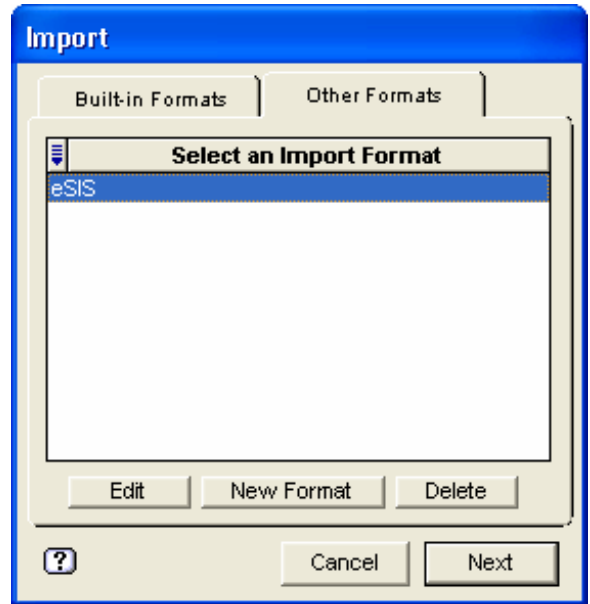 Import
Built-in Formats Other Formats
Select an Import Format
eSIS
Edit New Format Delete
? Cancel Next